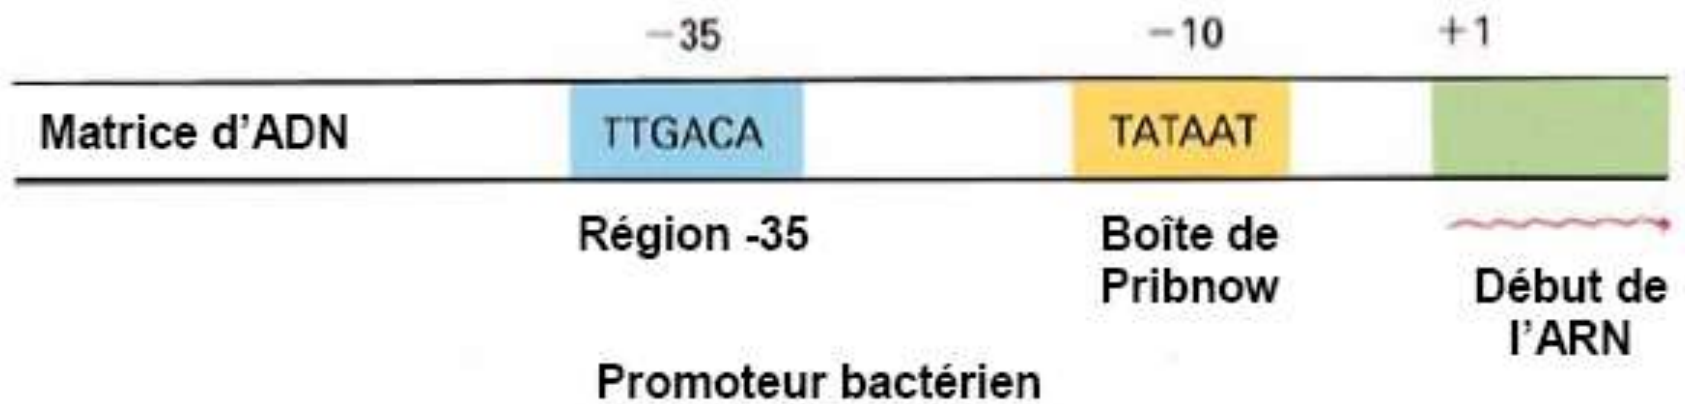 −35 −10 +1
Matrice d'ADN TTGACA TATAAT
Région -35 Boîte de Pribnow
Début de l'ARN
Promoteur bactérien